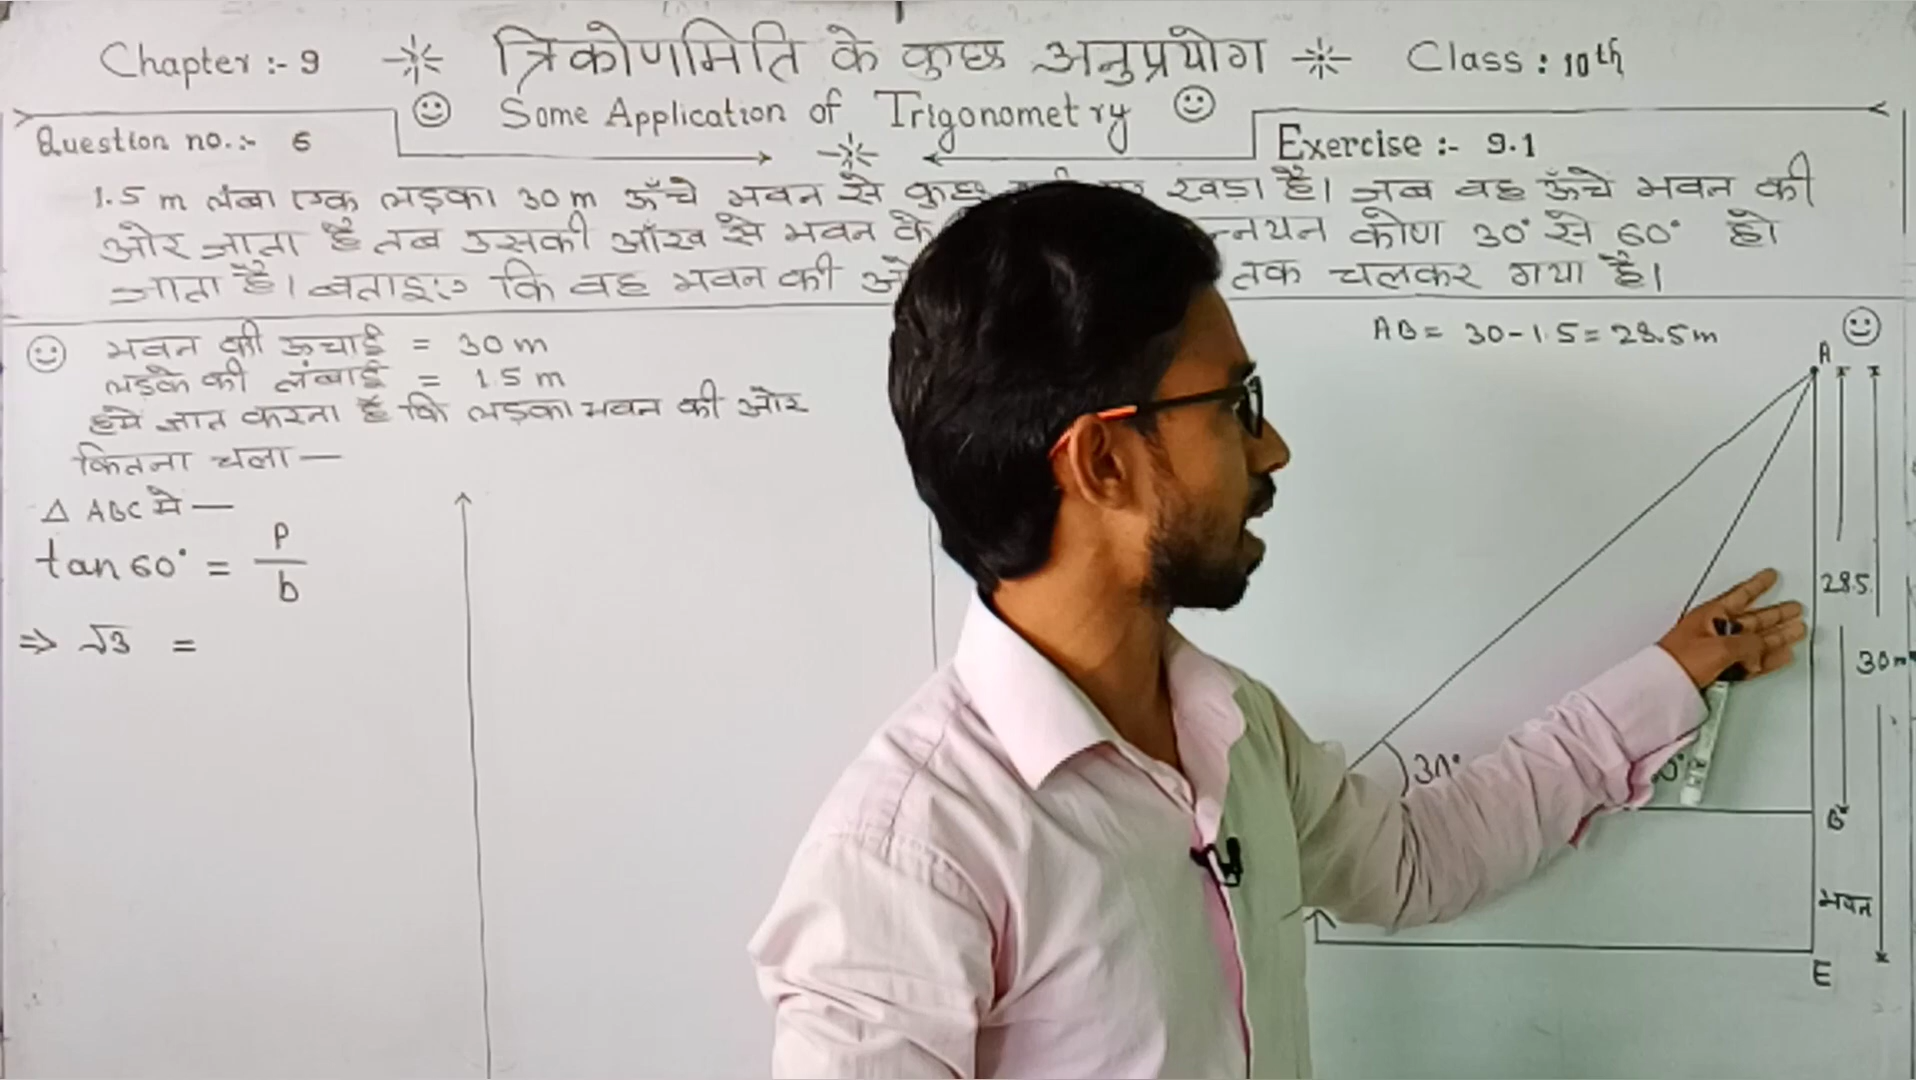 Chapter :- 9 त्रिकोणमिति के कुछ अनुप्रयोग Class : 10th
Some Application of Trigonometry
Question no. :- 6
Exercise :- 9.1
1.5 m लंबा एक लड़का 30 m ऊँचे भवन से कुछ खड़ा है। जब वह ऊँचे भवन की
ओर जाता है तब उसकी आँख से भवन के कोण 30° से 60° हो
जाता है। बताइए कि वह भवन की तक चलकर गया है।
भवन की ऊचाई = 30 m
लड़के की लंबाई = 1.5 m
हमे ज्ञात करना है कि लड़का भवन की ओर
कितना चला —
△ ABC मे —
tan 60° = P/b
⇒ √3 =
AB = 30 - 1.5 = 28.5 m
A
28.5
30 m
30°
B
भवन
E